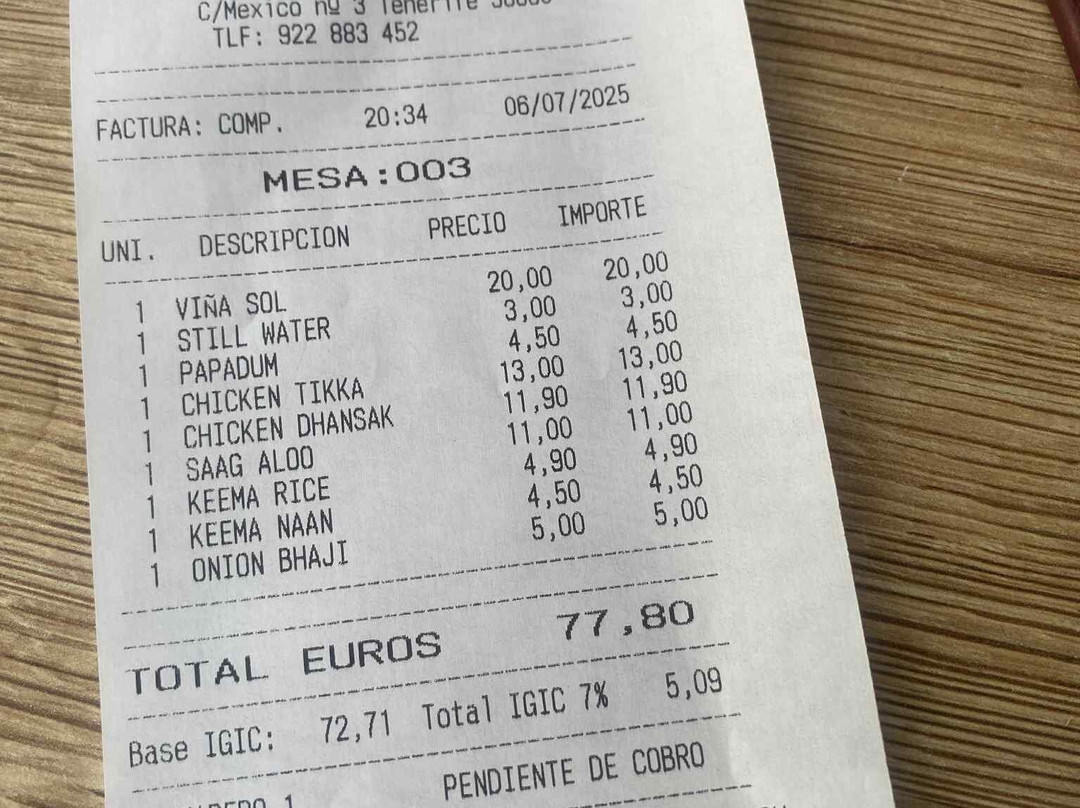 C/Mexico nº 3 Tenerife
TLF: 922 883 452
FACTURA: COMP. 20:34 06/07/2025
MESA:003
UNI. DESCRIPCION PRECIO IMPORTE
1 VIÑA SOL 20,00 20,00
1 STILL WATER 3,00 3,00
1 PAPADUM 4,50 4,50
1 CHICKEN TIKKA 13,00 13,00
1 CHICKEN DHANSAK 11,90 11,90
1 SAAG ALOO 11,00 11,00
1 KEEMA RICE 4,90 4,90
1 KEEMA NAAN 4,50 4,50
1 ONION BHAJI 5,00 5,00
TOTAL EUROS 77,80
Base IGIC: 72,71 Total IGIC 7% 5,09
PENDIENTE DE COBRO
1